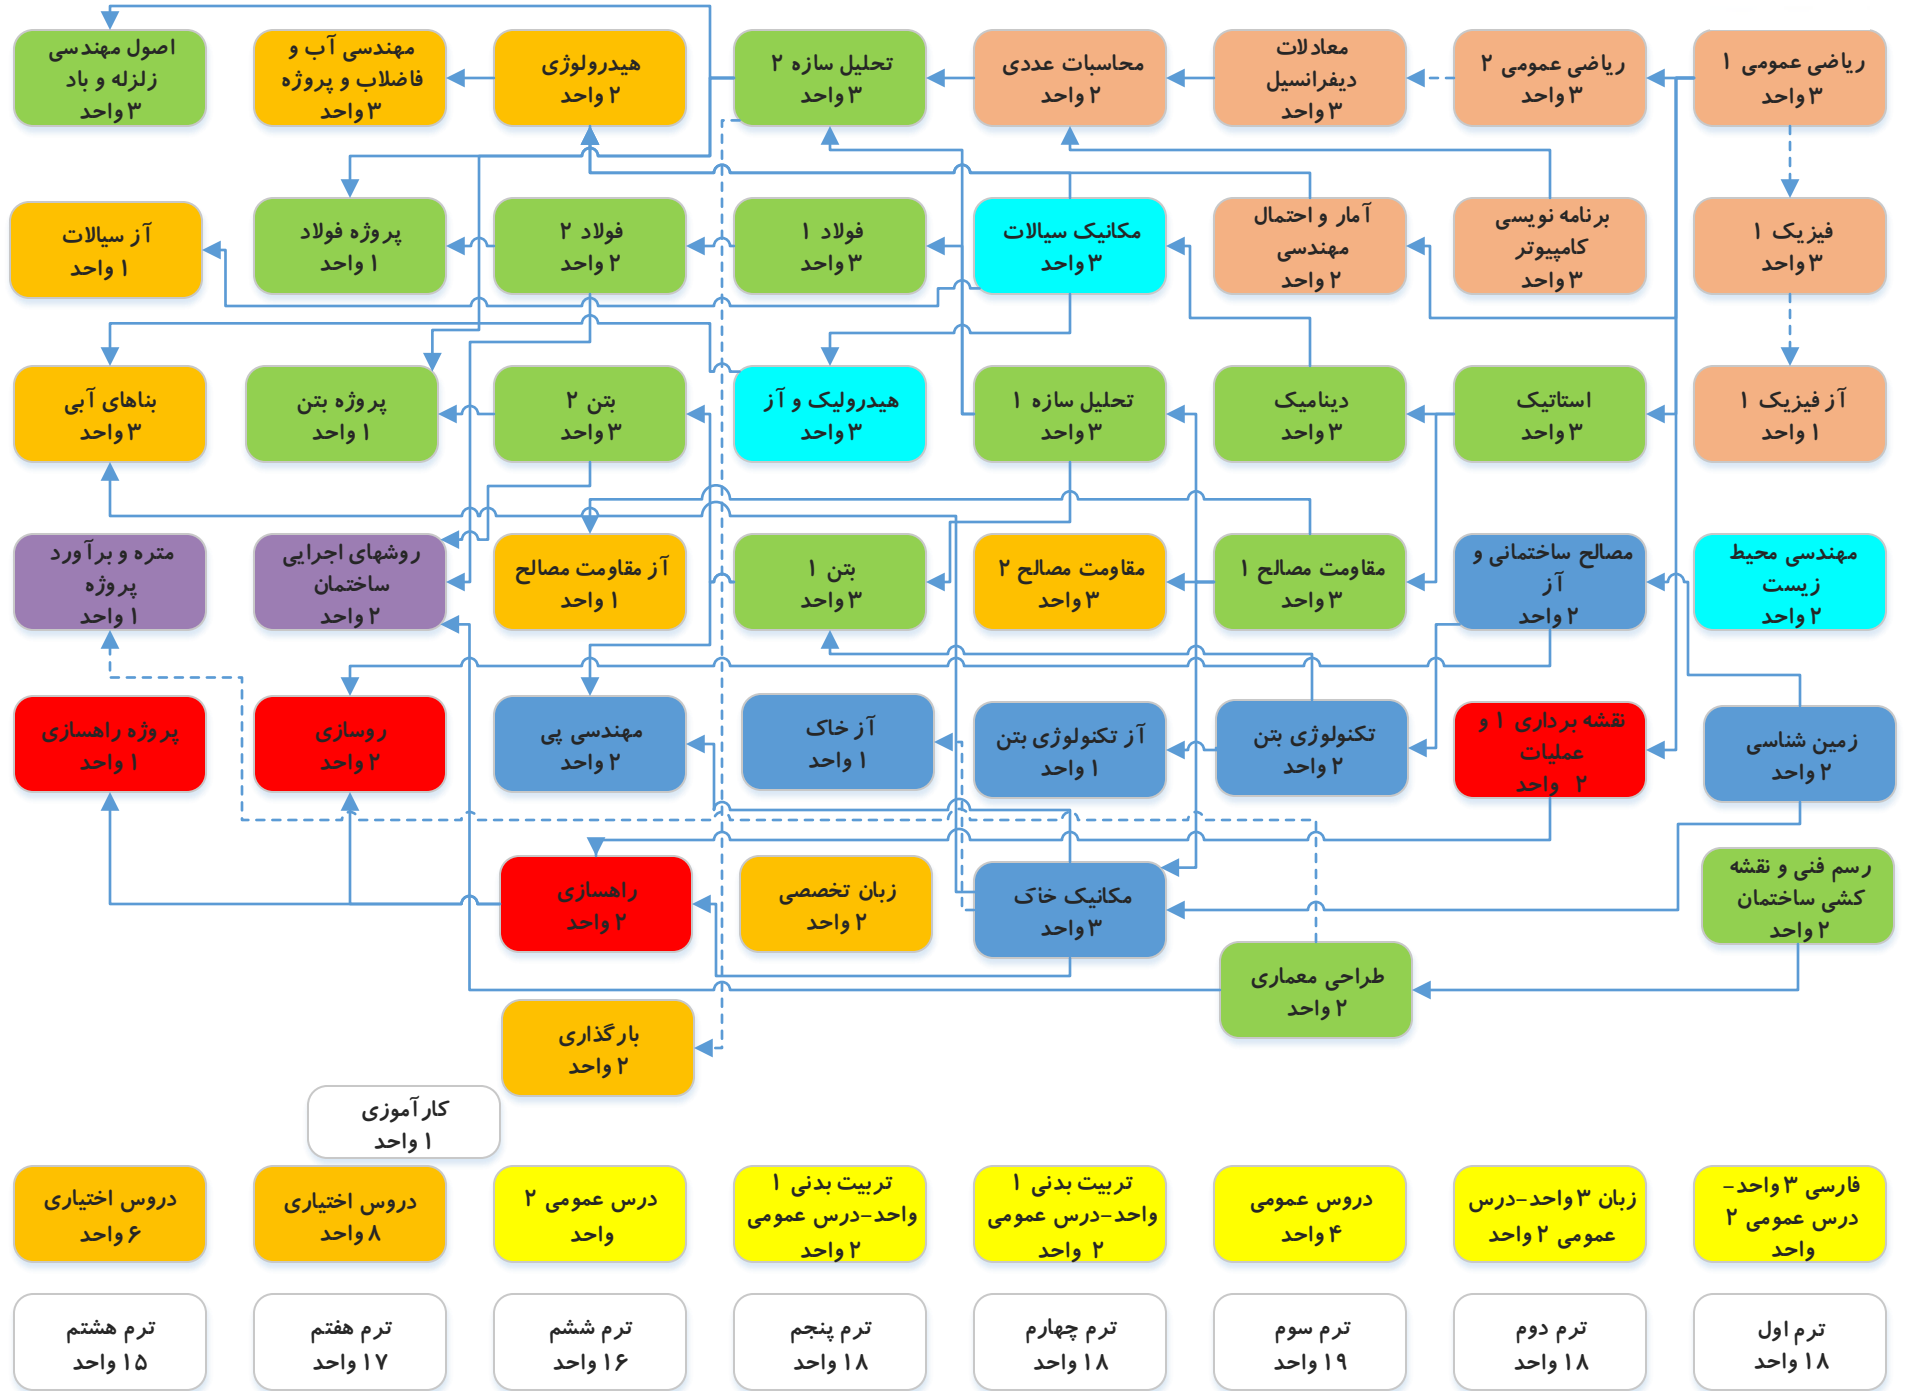 ریاضی عمومی ۱
۳ واحد
ریاضی عمومی ۲
۳ واحد
معادلات
دیفرانسیل
۳ واحد
محاسبات عددی
۲ واحد
تحلیل سازه ۲
۳ واحد
هیدرولوژی
۲ واحد
مهندسی آب و
فاضلاب و پروژه
۳ واحد
اصول مهندسی
زلزله و باد
۳ واحد
فیزیک ۱
۳ واحد
برنامه نویسی
کامپیوتر
۳ واحد
آمار و احتمال
مهندسی
۲ واحد
مکانیک سیالات
۳ واحد
فولاد ۱
۳ واحد
فولاد ۲
۲ واحد
پروژه فولاد
۱ واحد
آز سیالات
۱ واحد
آز فیزیک ۱
۱ واحد
استاتیک
۳ واحد
دینامیک
۳ واحد
تحلیل سازه ۱
۳ واحد
هیدرولیک و آز
۳ واحد
بتن ۲
۳ واحد
پروژه بتن
۱ واحد
بناهای آبی
۳ واحد
مهندسی محیط
زیست
۲ واحد
مصالح ساختمانی و
آز
۲ واحد
مقاومت مصالح ۱
۳ واحد
مقاومت مصالح ۲
۳ واحد
بتن ۱
۳ واحد
آز مقاومت مصالح
۱ واحد
روشهای اجرایی
ساختمان
۲ واحد
متره و برآورد
پروژه
۱ واحد
زمین شناسی
۲ واحد
نقشه برداری ۱ و
عملیات
۲ واحد
تکنولوژی بتن
۲ واحد
آز تکنولوژی بتن
۱ واحد
آز خاک
۱ واحد
مهندسی پی
۲ واحد
روسازی
۲ واحد
پروژه راهسازی
۱ واحد
رسم فنی و نقشه
کشی ساختمان
۲ واحد
مکانیک خاک
۳ واحد
زبان تخصصی
۲ واحد
راهسازی
۲ واحد
طراحی معماری
۲ واحد
بارگذاری
۲ واحد
کارآموزی
۱ واحد
فارسی ۳ واحد-
درس عمومی ۲
واحد
زبان ۳ واحد-درس
عمومی ۲ واحد
دروس عمومی
۴ واحد
تربیت بدنی ۱
واحد-درس عمومی
۲ واحد
تربیت بدنی ۱
واحد-درس عمومی
۲ واحد
درس عمومی ۲
واحد
دروس اختیاری
۸ واحد
دروس اختیاری
۶ واحد
ترم اول
۱۸ واحد
ترم دوم
۱۸ واحد
ترم سوم
۱۹ واحد
ترم چهارم
۱۸ واحد
ترم پنجم
۱۸ واحد
ترم ششم
۱۶ واحد
ترم هفتم
۱۷ واحد
ترم هشتم
۱۵ واحد